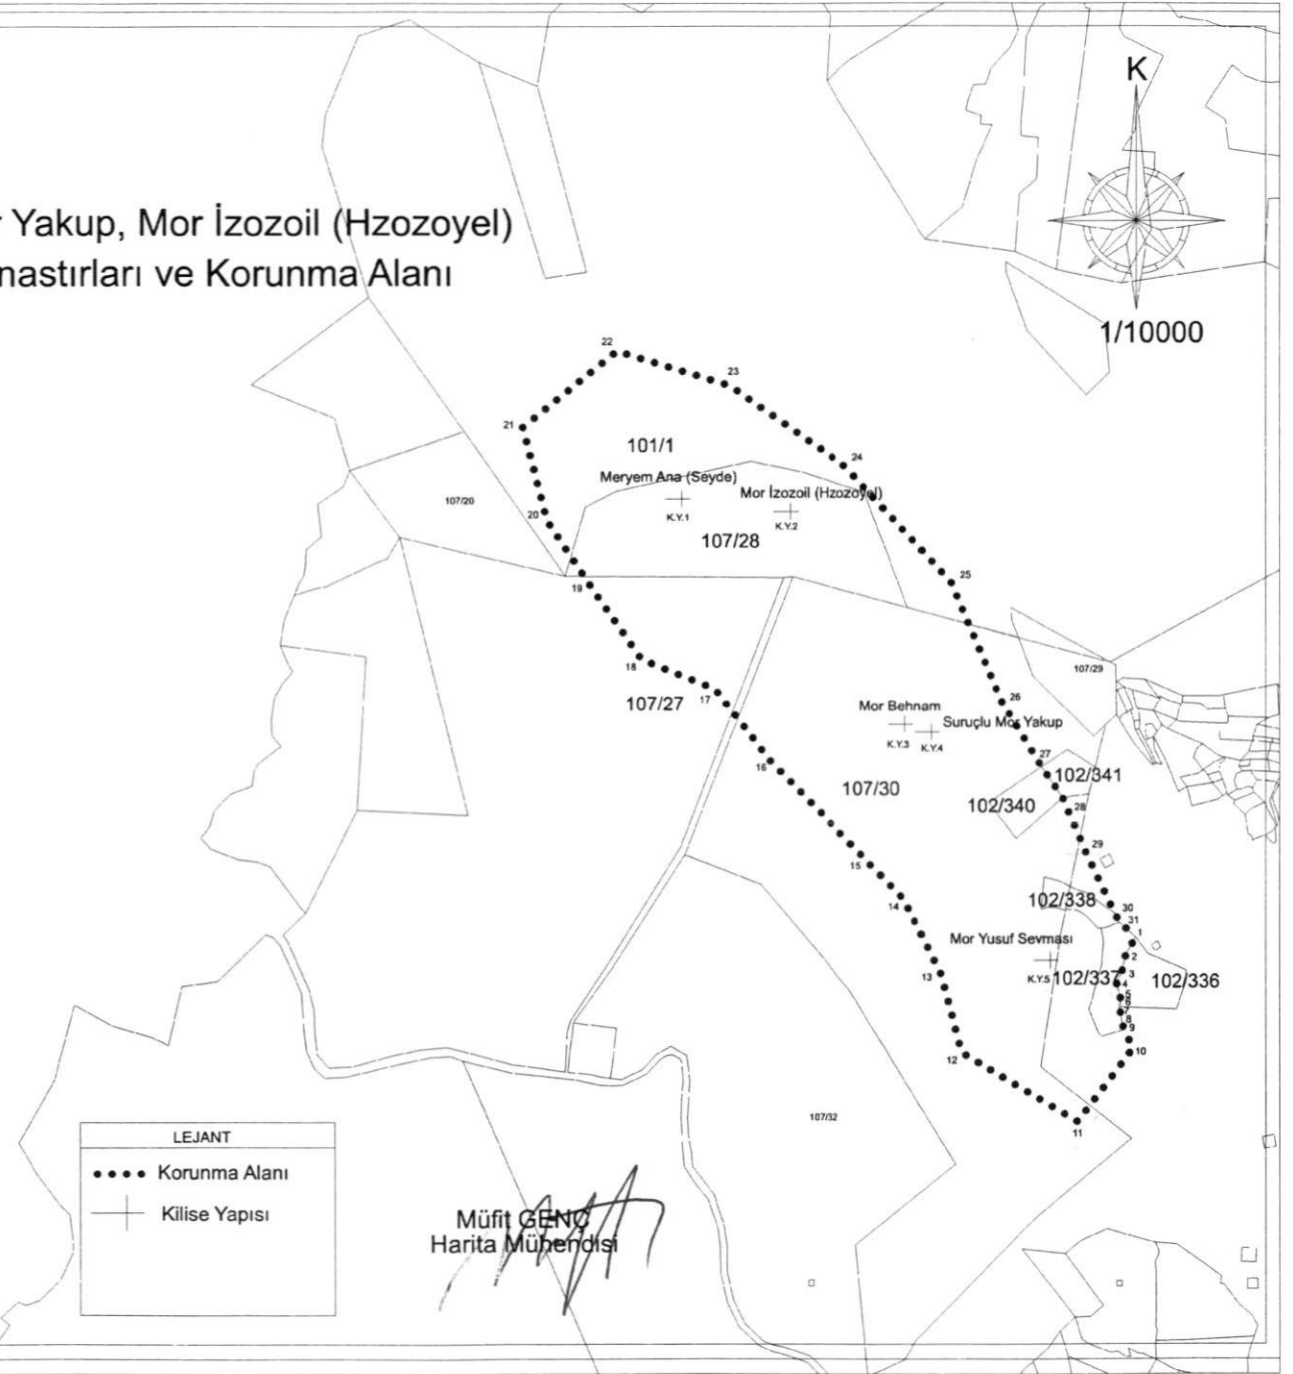 Yakup, Mor İzozoil (Hzozoyel)
nastırları ve Korunma Alanı
K
1/10000
22
23
21
24
101/1
Meryem Ana (Seyde)
Mor İzozoil (Hzozoyel)
107/20
K.Y.1
K.Y.2
20
107/28
25
19
18
107/29
17
107/27
26
Mor Behnam
Suruçlu Mor Yakup
K.Y.3
K.Y.4
27
16
102/341
107/30
102/340
28
29
15
102/338
14
30
31
1
Mor Yusuf Sevması
2
13
K.Y.5
102/337
3
102/336
4
5
6
7
8
9
10
12
11
107/32
LEJANT
Korunma Alanı
Kilise Yapısı
Müfit GENÇ
Harita Mühendisi